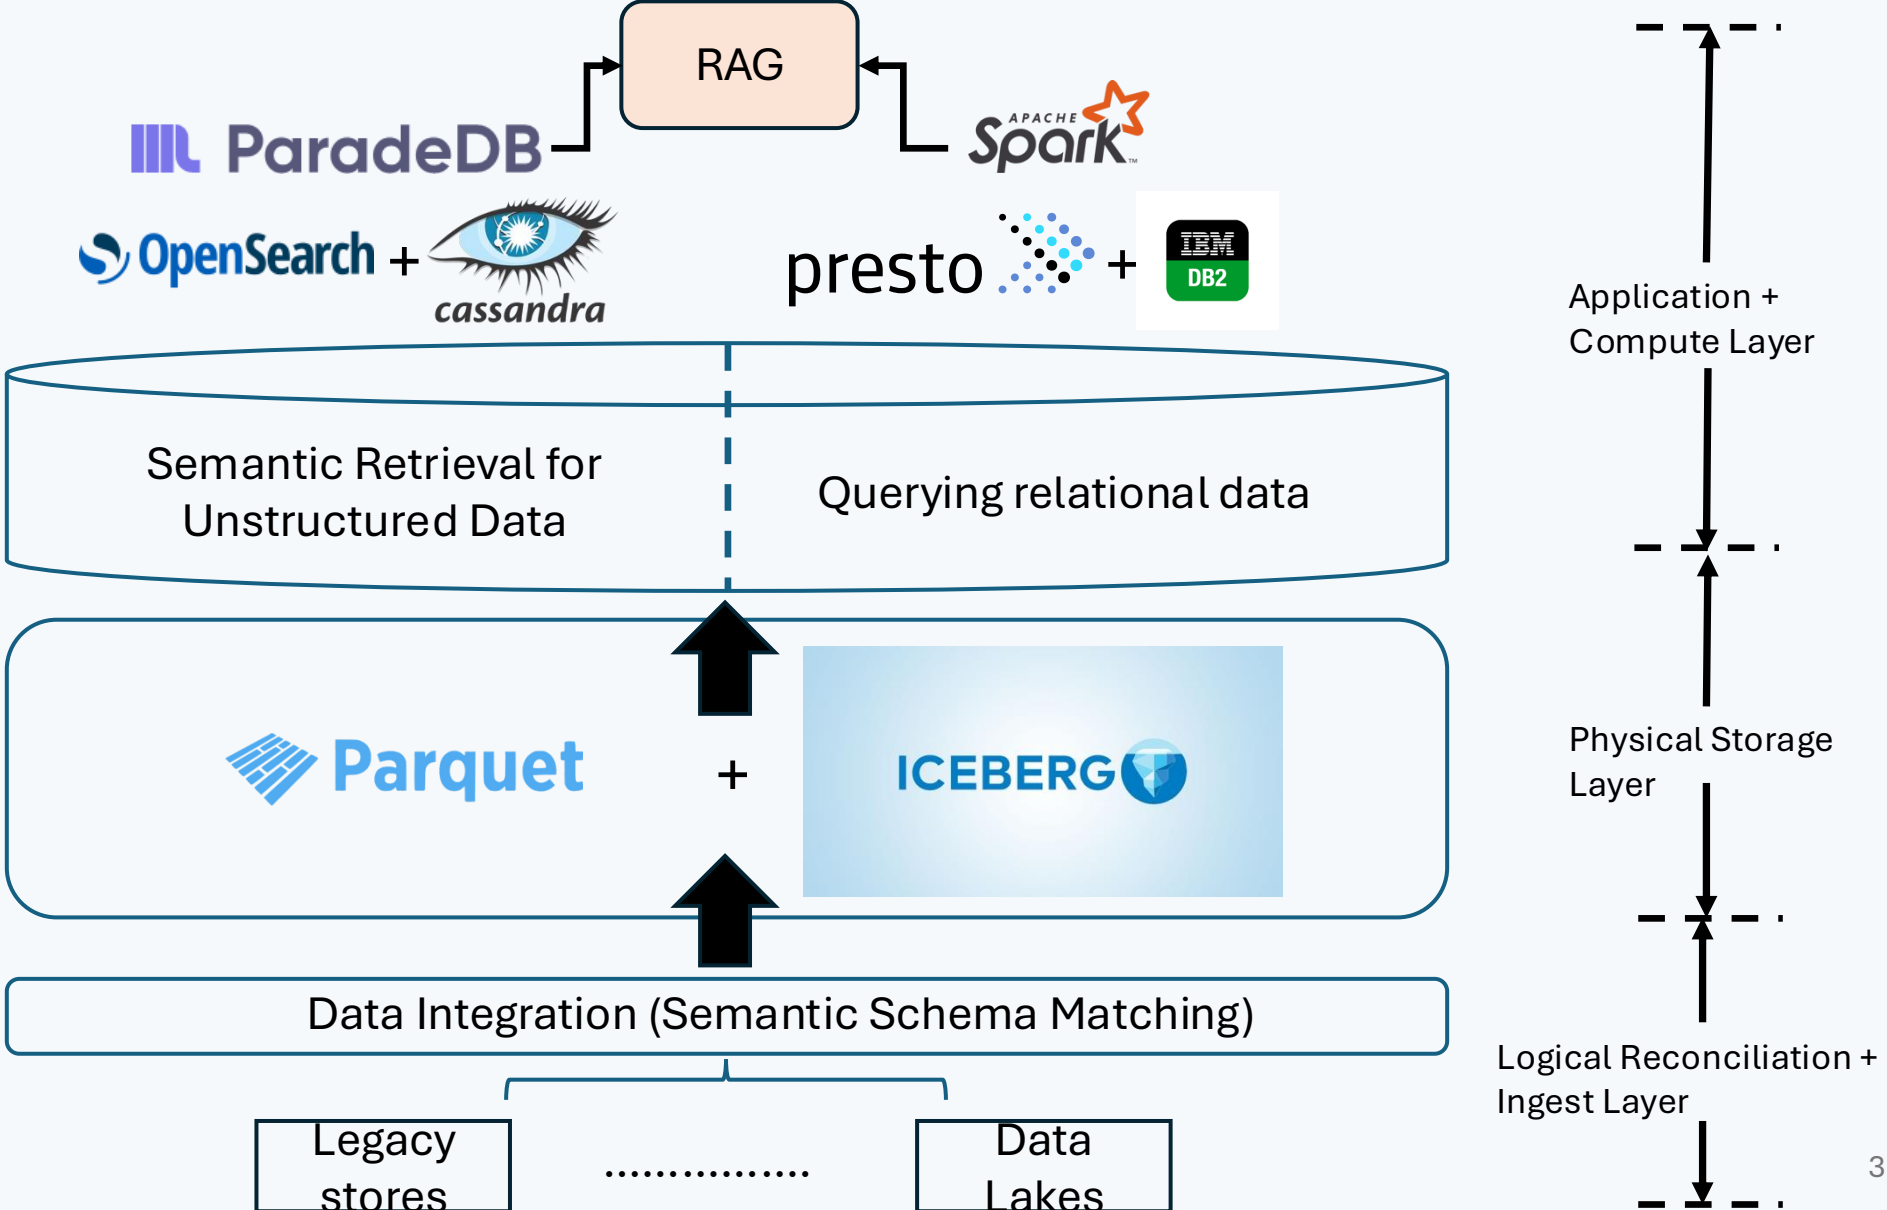 RAG
ParadeDB
APACHE
Spark™
OpenSearch + cassandra
presto + IBM
DB2
Application +
Compute Layer
Semantic Retrieval for
Unstructured Data
Querying relational data
Parquet + ICEBERG
Physical Storage
Layer
Data Integration (Semantic Schema Matching)
Logical Reconciliation +
Ingest Layer
Legacy
stores
................
Data
Lakes
3